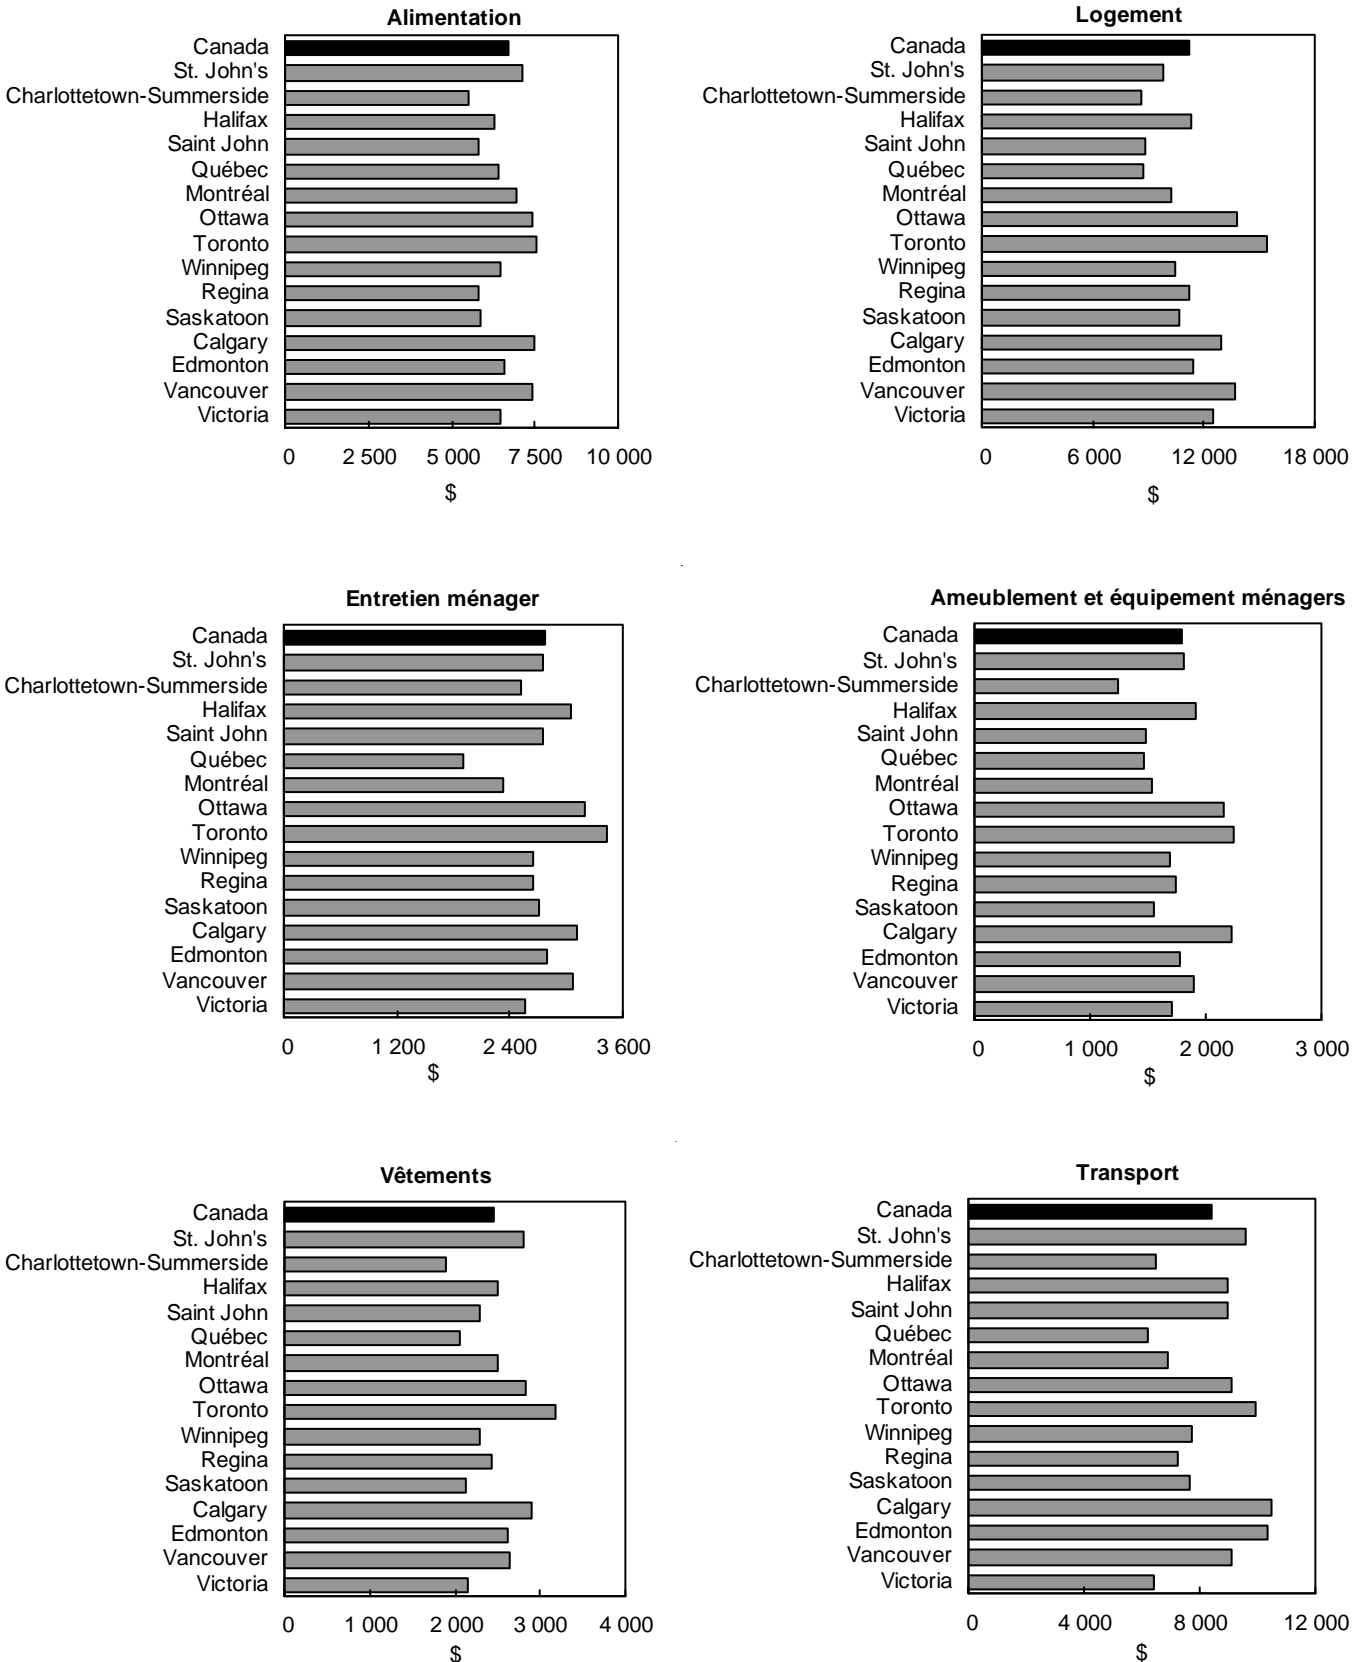 Alimentation
Canada
St. John's
Charlottetown-Summerside
Halifax
Saint John
Québec
Montréal
Ottawa
Toronto
Winnipeg
Regina
Saskatoon
Calgary
Edmonton
Vancouver
Victoria
0 2 500 5 000 7 500 10 000
$
Logement
Canada
St. John's
Charlottetown-Summerside
Halifax
Saint John
Québec
Montréal
Ottawa
Toronto
Winnipeg
Regina
Saskatoon
Calgary
Edmonton
Vancouver
Victoria
0 6 000 12 000 18 000
$
Entretien ménager
Canada
St. John's
Charlottetown-Summerside
Halifax
Saint John
Québec
Montréal
Ottawa
Toronto
Winnipeg
Regina
Saskatoon
Calgary
Edmonton
Vancouver
Victoria
0 1 200 2 400 3 600
$
Ameublement et équipement ménagers
Canada
St. John's
Charlottetown-Summerside
Halifax
Saint John
Québec
Montréal
Ottawa
Toronto
Winnipeg
Regina
Saskatoon
Calgary
Edmonton
Vancouver
Victoria
0 1 000 2 000 3 000
$
Vêtements
Canada
St. John's
Charlottetown-Summerside
Halifax
Saint John
Québec
Montréal
Ottawa
Toronto
Winnipeg
Regina
Saskatoon
Calgary
Edmonton
Vancouver
Victoria
0 1 000 2 000 3 000 4 000
$
Transport
Canada
St. John's
Charlottetown-Summerside
Halifax
Saint John
Québec
Montréal
Ottawa
Toronto
Winnipeg
Regina
Saskatoon
Calgary
Edmonton
Vancouver
Victoria
0 4 000 8 000 12 000
$